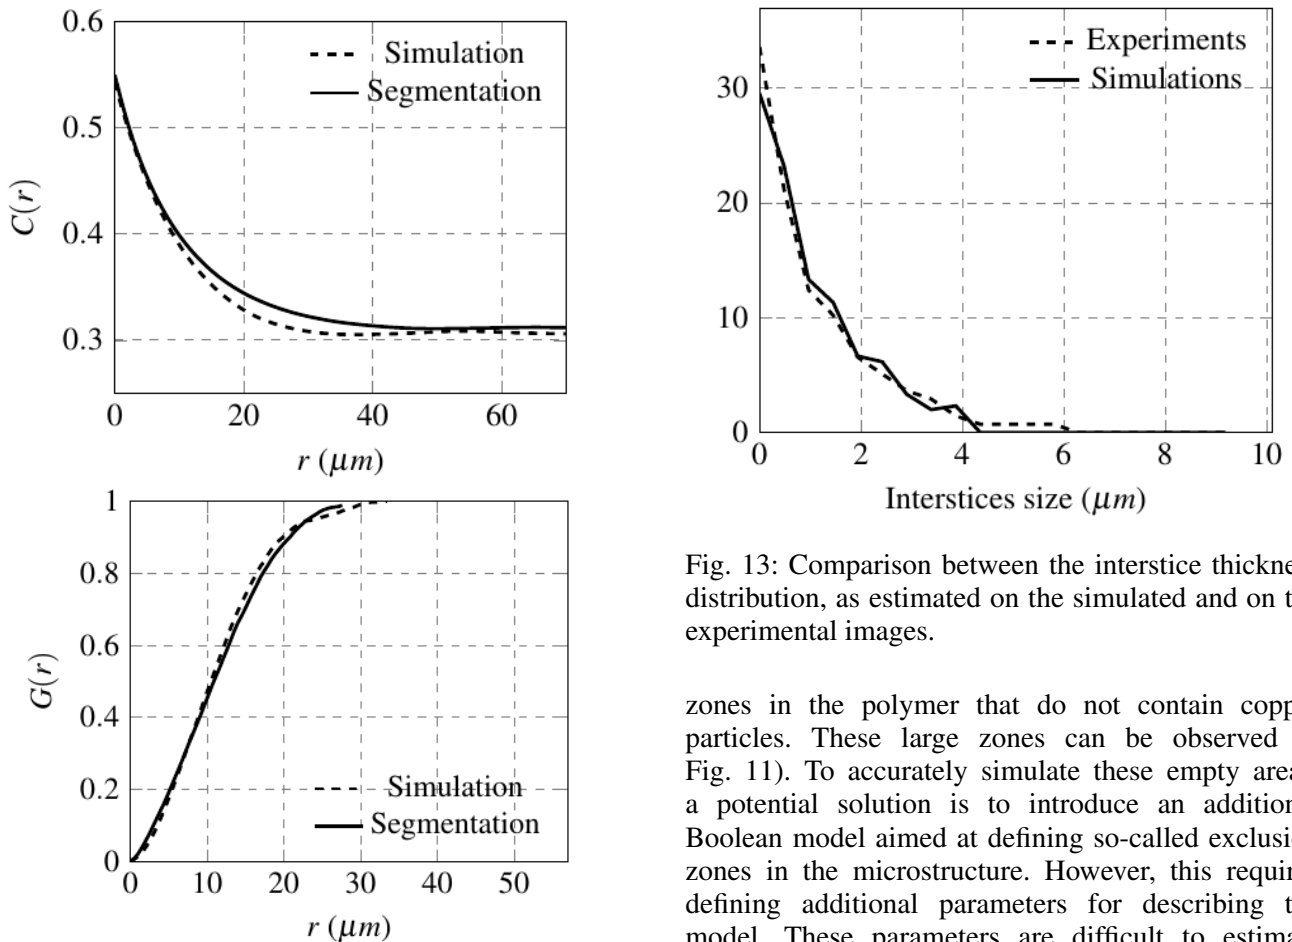 0.6
0.5
0.4
0.3
C(r)
Simulation
Segmentation
0
20
40
60
r (μm)
1
0.8
0.6
0.4
0.2
0
G(r)
Simulation
Segmentation
0
10
20
30
40
50
r (μm)
30
20
10
0
Experiments
Simulations
0
2
4
6
8
10
Interstices size (μm)
Fig. 13: Comparison between the interstice thickne
distribution, as estimated on the simulated and on t
experimental images.
zones in the polymer that do not contain copp
particles. These large zones can be observed
Fig. 11). To accurately simulate these empty area
a potential solution is to introduce an addition
Boolean model aimed at defining so-called exclusi
zones in the microstructure. However, this requir
defining additional parameters for describing t
model. These parameters are difficult to estima